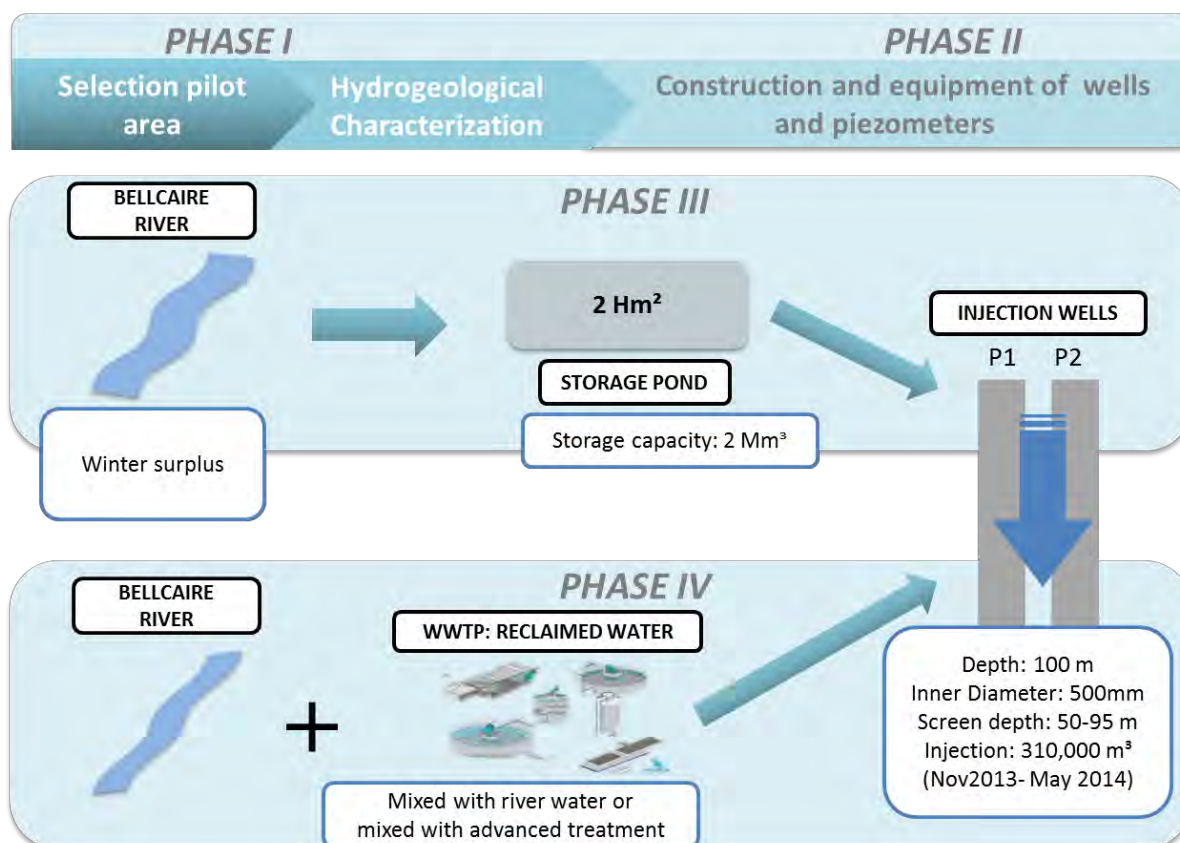 PHASE I
PHASE II
Selection pilot
area
Hydrogeological
Characterization
Construction and equipment of wells
and piezometers
PHASE III
BELLCAIRE
RIVER
Winter surplus
2 Hm²
STORAGE POND
Storage capacity: 2 Mm³
INJECTION WELLS
P1 P2
PHASE IV
BELLCAIRE
RIVER
+
WWTP: RECLAIMED WATER
Mixed with river water or
mixed with advanced treatment
Depth: 100 m
Inner Diameter: 500mm
Screen depth: 50-95 m
Injection: 310,000 m³
(Nov2013- May 2014)